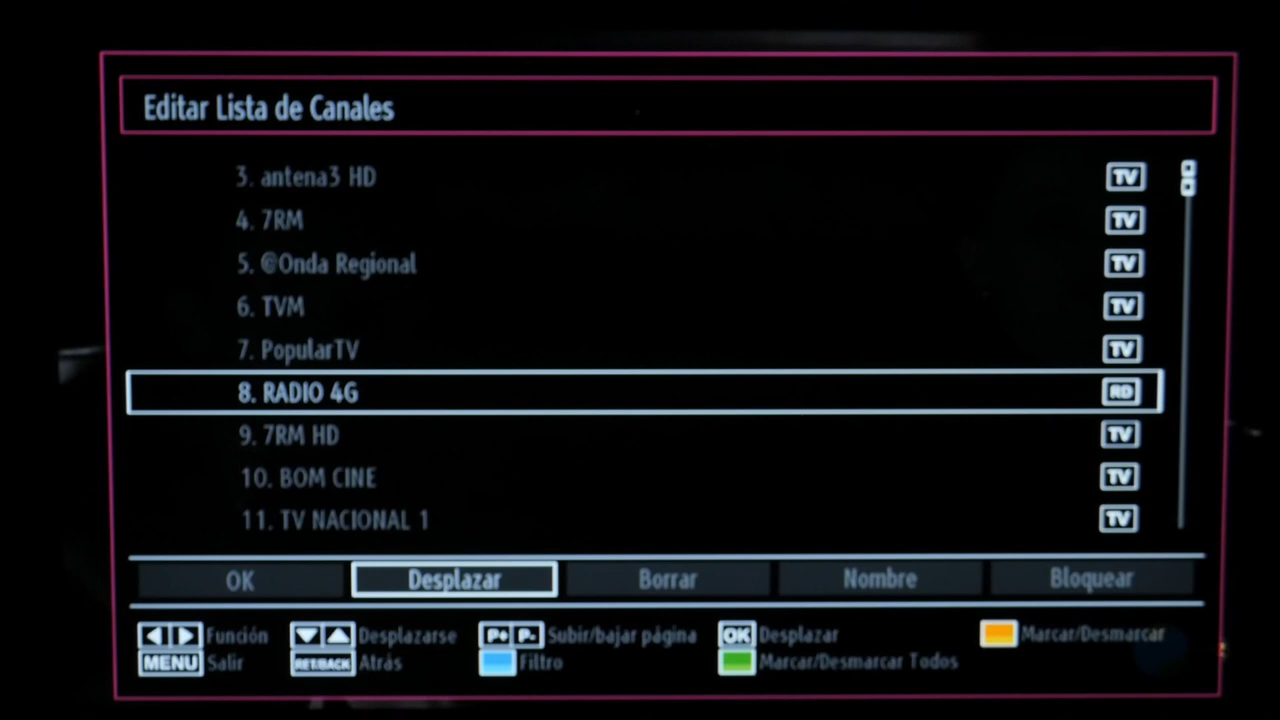 Editar Lista de Canales
3. antena3 HD TV
4. 7RM TV
5. @Onda Regional TV
6. TVM TV
7. PopularTV TV
8. RADIO 4G RD
9. 7RM HD TV
10. BOM CINE TV
11. TV NACIONAL 1 TV
OK Desplazar Borrar Nombre Bloquear
Función Desplazarse P+ P- Subir/bajar página OK Desplazar Marcar/Desmarcar
MENU Salir RET/BACK Atrás Filtro Marcar/Desmarcar Todos